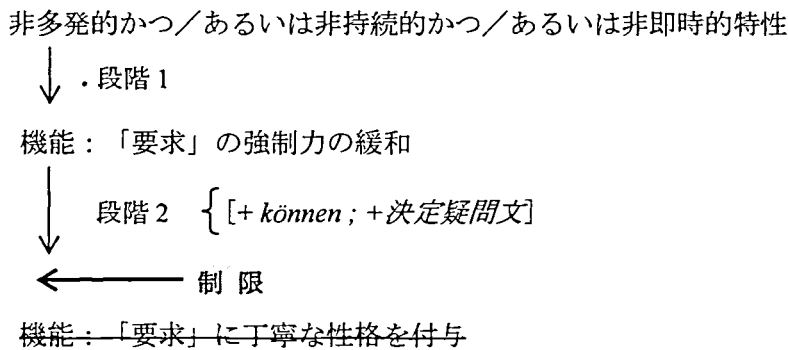 非多発的かつ／あるいは非持続的かつ／あるいは非即時的特性
↓ ．段階 1
機能：「要求」の強制力の緩和
↓ 段階 2 { [+ können ; +決定疑問文]
← 制 限
機能：「要求」に丁寧な性格を付与